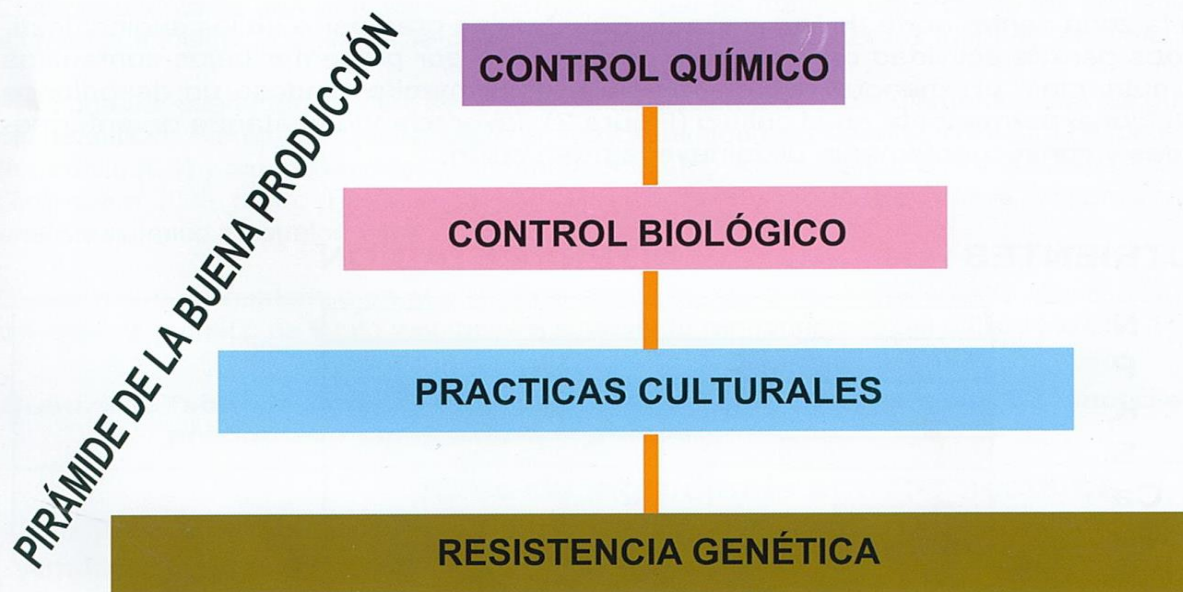 PIRÁMIDE DE LA BUENA PRODUCCIÓN
CONTROL QUÍMICO
CONTROL BIOLÓGICO
PRACTICAS CULTURALES
RESISTENCIA GENÉTICA